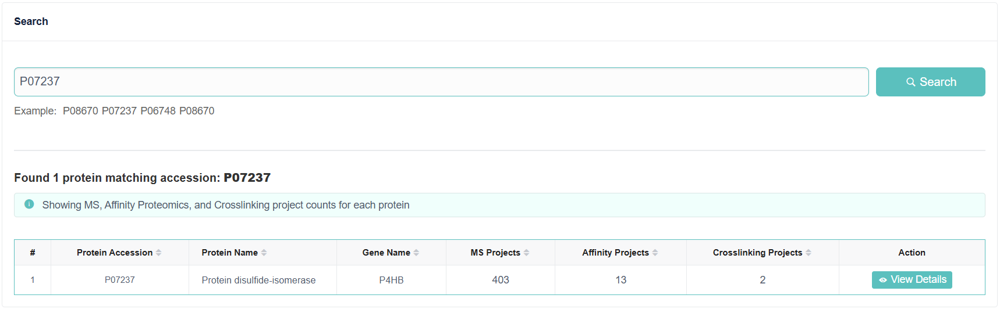 Search
P07237
Search
Example: P08670 P07237 P06748 P08670
Found 1 protein matching accession: P07237
Showing MS, Affinity Proteomics, and Crosslinking project counts for each protein
# Protein Accession Protein Name Gene Name MS Projects Affinity Projects Crosslinking Projects Action
1 P07237 Protein disulfide-isomerase P4HB 403 13 2 View Details